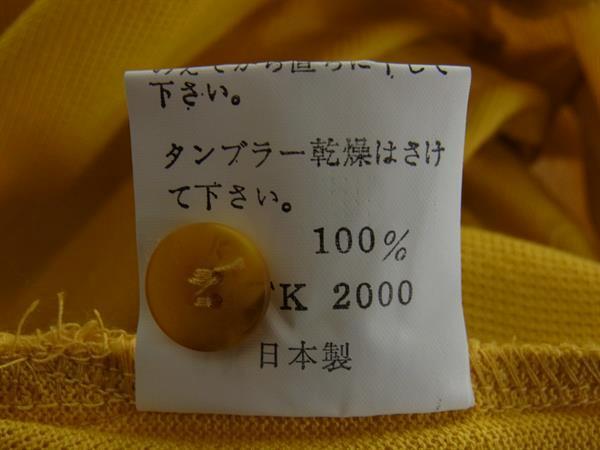 下さい。
タンブラー乾燥はさけ
て下さい。
100%
K 2000
日本製